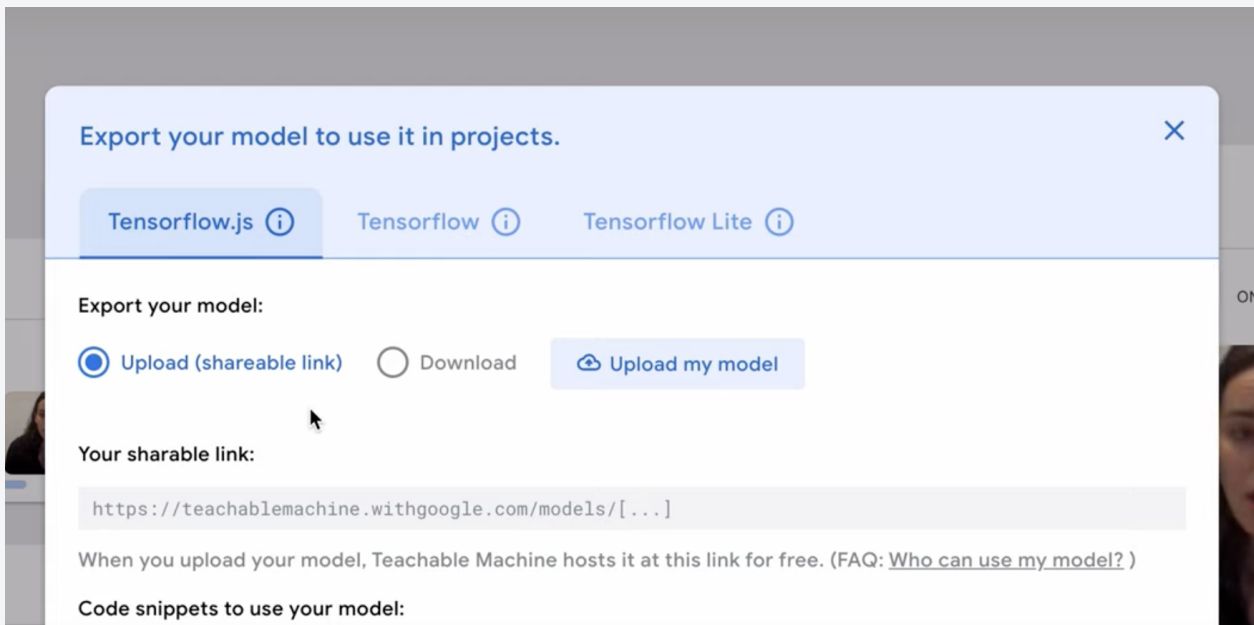 Export your model to use it in projects.
Tensorflow.js Tensorflow Tensorflow Lite
Export your model:
Upload (shareable link) Download Upload my model
Your sharable link:
https://teachablemachine.withgoogle.com/models/[...]
When you upload your model, Teachable Machine hosts it at this link for free. (FAQ: Who can use my model? )
Code snippets to use your model: